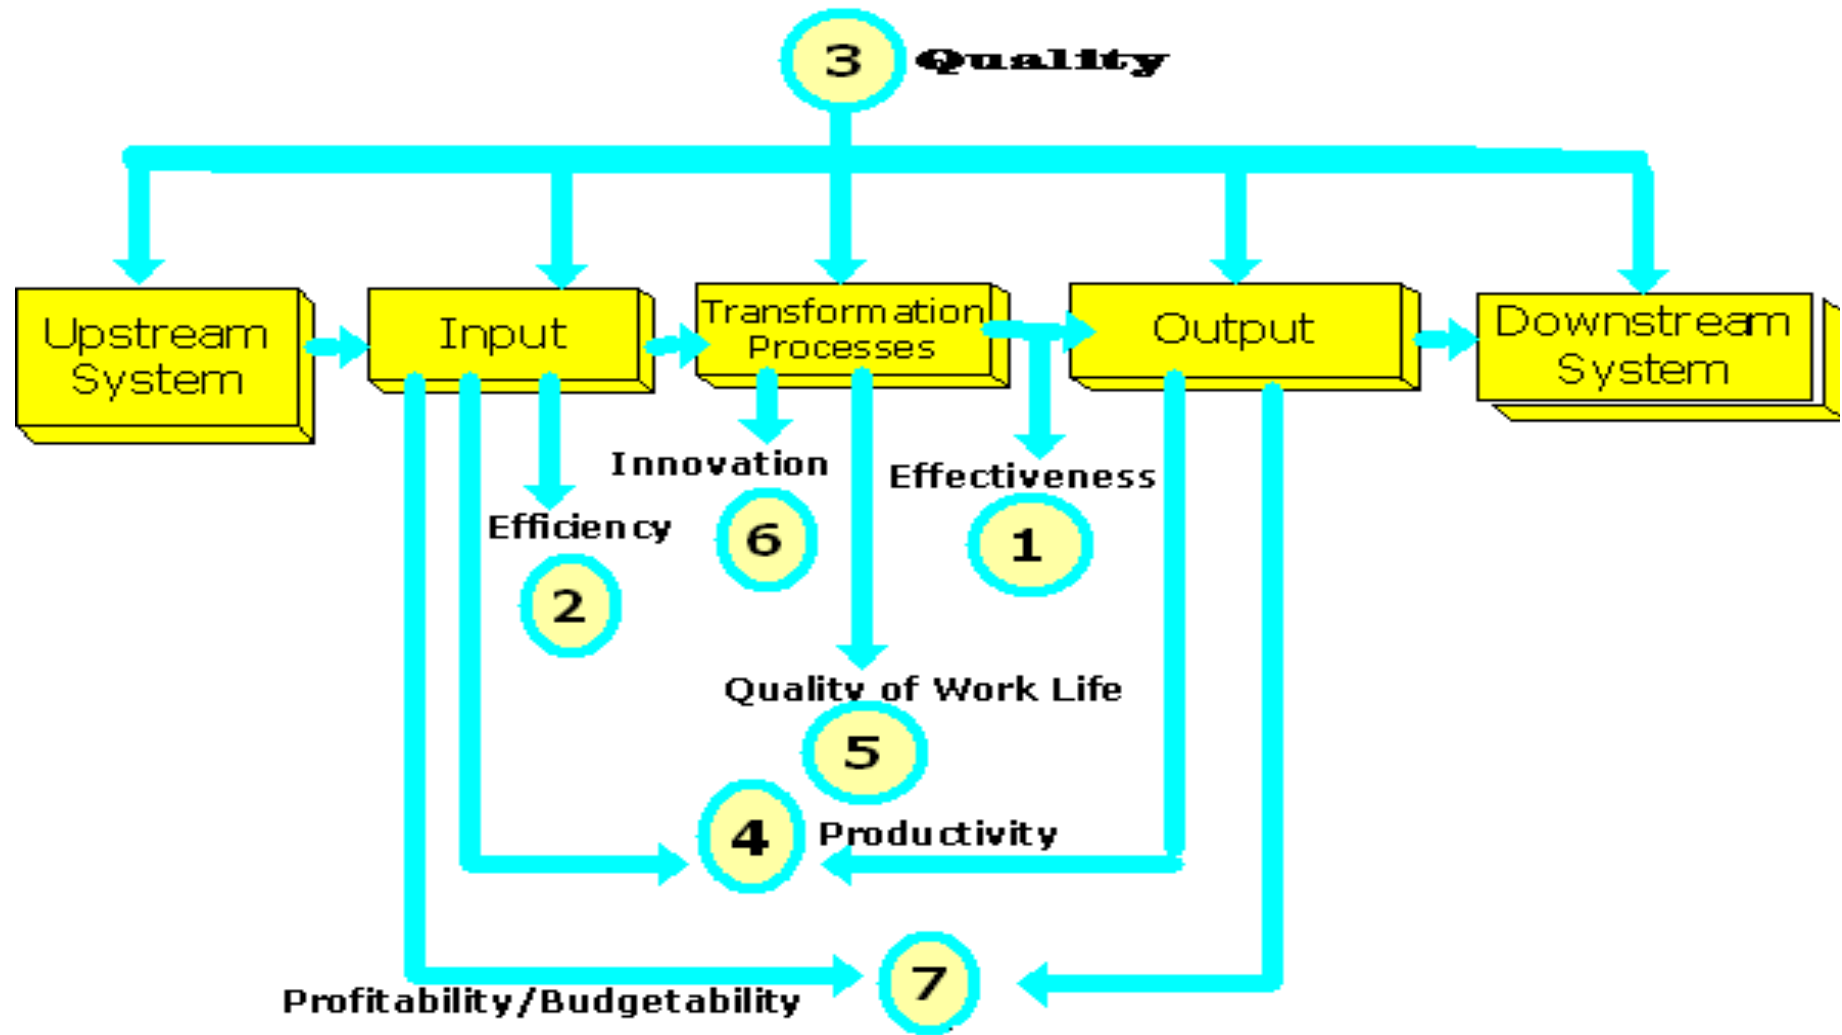 3 Quality
Upstream
System
Input
Transformation
Processes
Output
Downstream
System
Innovation
6
Effectiveness
1
Efficiency
2
Quality of Work Life
5
4 Productivity
7
Profitability/Budgetability